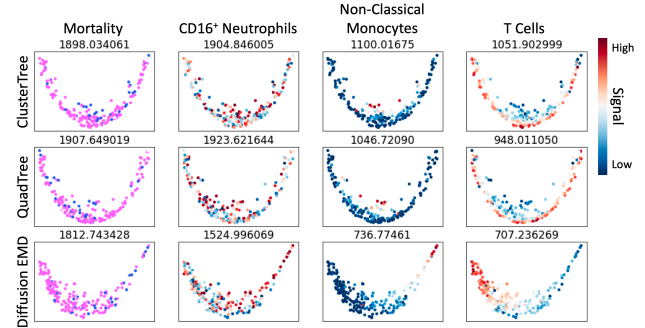 Non-Classical
Mortality CD16⁺ Neutrophils Monocytes T Cells
1898.034061 1904.846005 1100.01675 1051.902999
ClusterTree
High
Signal
Low
1907.649019 1923.621644 1046.72090 948.011050
QuadTree
1812.743428 1524.996069 736.77461 707.236269
Diffusion EMD